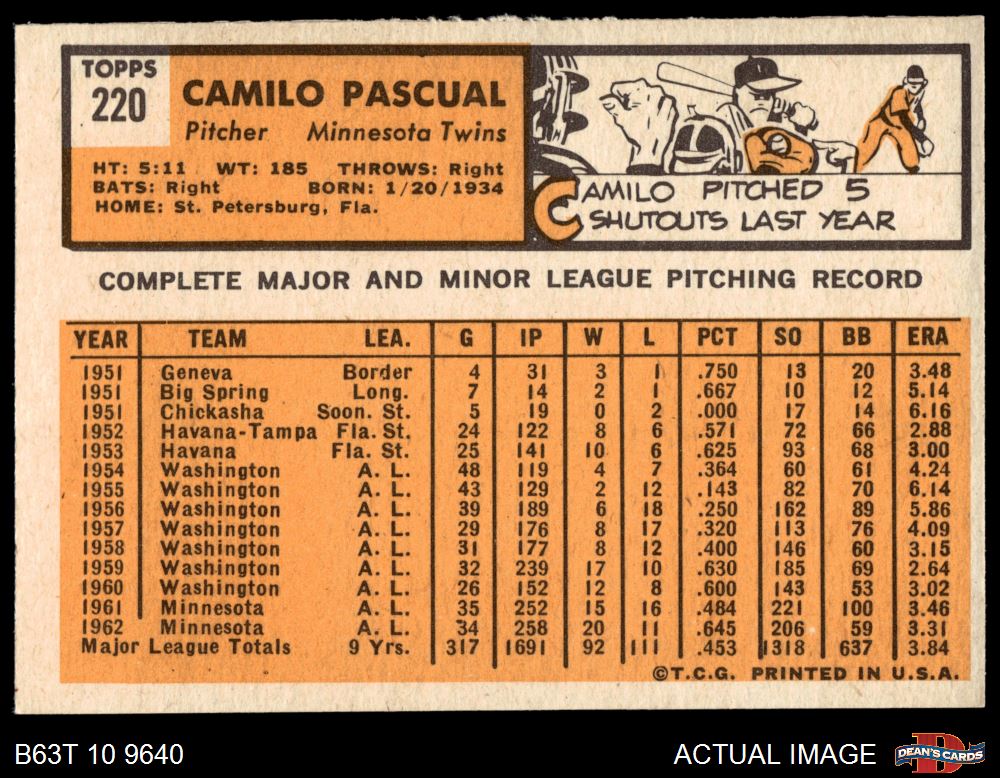 TOPPS
220
CAMILO PASCUAL
Pitcher Minnesota Twins
HT: 5:11 WT: 185 THROWS: Right
BATS: Right BORN: 1/20/1934
HOME: St. Petersburg, Fla.
CAMILO PITCHED 5
SHUTOUTS LAST YEAR
COMPLETE MAJOR AND MINOR LEAGUE PITCHING RECORD
YEAR TEAM LEA. G IP W L PCT SO BB ERA
1951 Geneva Border 4 31 3 1 .750 13 20 3.48
1951 Big Spring Long. 7 14 2 1 .667 10 12 5.14
1951 Chickasha Soon. St. 5 19 0 2 .000 17 14 6.16
1952 Havana-Tampa Fla. St. 24 122 8 6 .571 72 66 2.88
1953 Havana Fla. St. 25 141 10 6 .625 93 68 3.00
1954 Washington A. L. 48 119 4 7 .364 60 61 4.24
1955 Washington A. L. 43 129 2 12 .143 82 70 6.14
1956 Washington A. L. 39 189 6 18 .250 162 89 5.86
1957 Washington A. L. 29 176 8 17 .320 113 76 4.09
1958 Washington A. L. 31 177 8 12 .400 146 60 3.15
1959 Washington A. L. 32 239 17 10 .630 185 69 2.64
1960 Washington A. L. 26 152 12 8 .600 143 53 3.02
1961 Minnesota A. L. 35 252 15 16 .484 221 100 3.46
1962 Minnesota A. L. 34 258 20 11 .645 206 59 3.31
Major League Totals 9 Yrs. 317 1691 92 111 .453 1318 637 3.84
©T.C.G. PRINTED IN U.S.A.
B63T 10 9640
ACTUAL IMAGE
DEAN'S CARDS